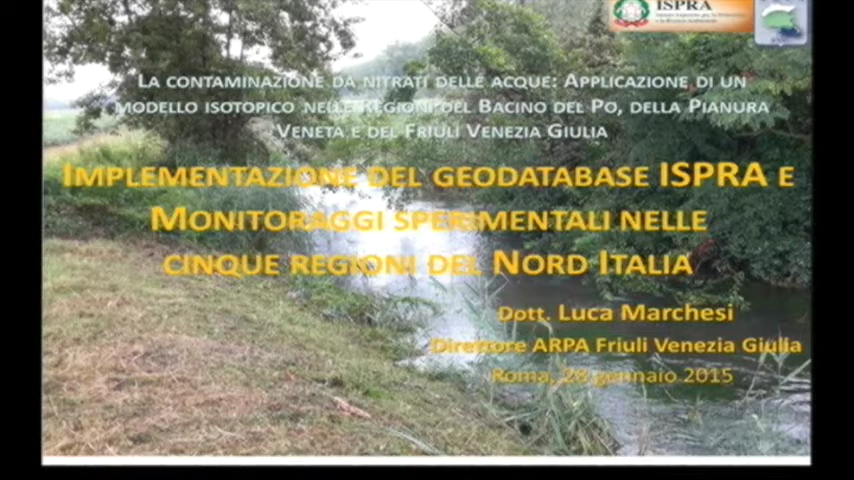 ISPRA
La contaminazione da nitrati delle acque: Applicazione di un
modello isotopico nelle Regioni del Bacino del Po, della Pianura
Veneta e del Friuli Venezia Giulia
Implementazione del geodatabase ISPRA e
Monitoraggi sperimentali nelle
cinque regioni del Nord Italia
Dott. Luca Marchesi
Direttore ARPA Friuli Venezia Giulia
Roma, 28 gennaio 2015